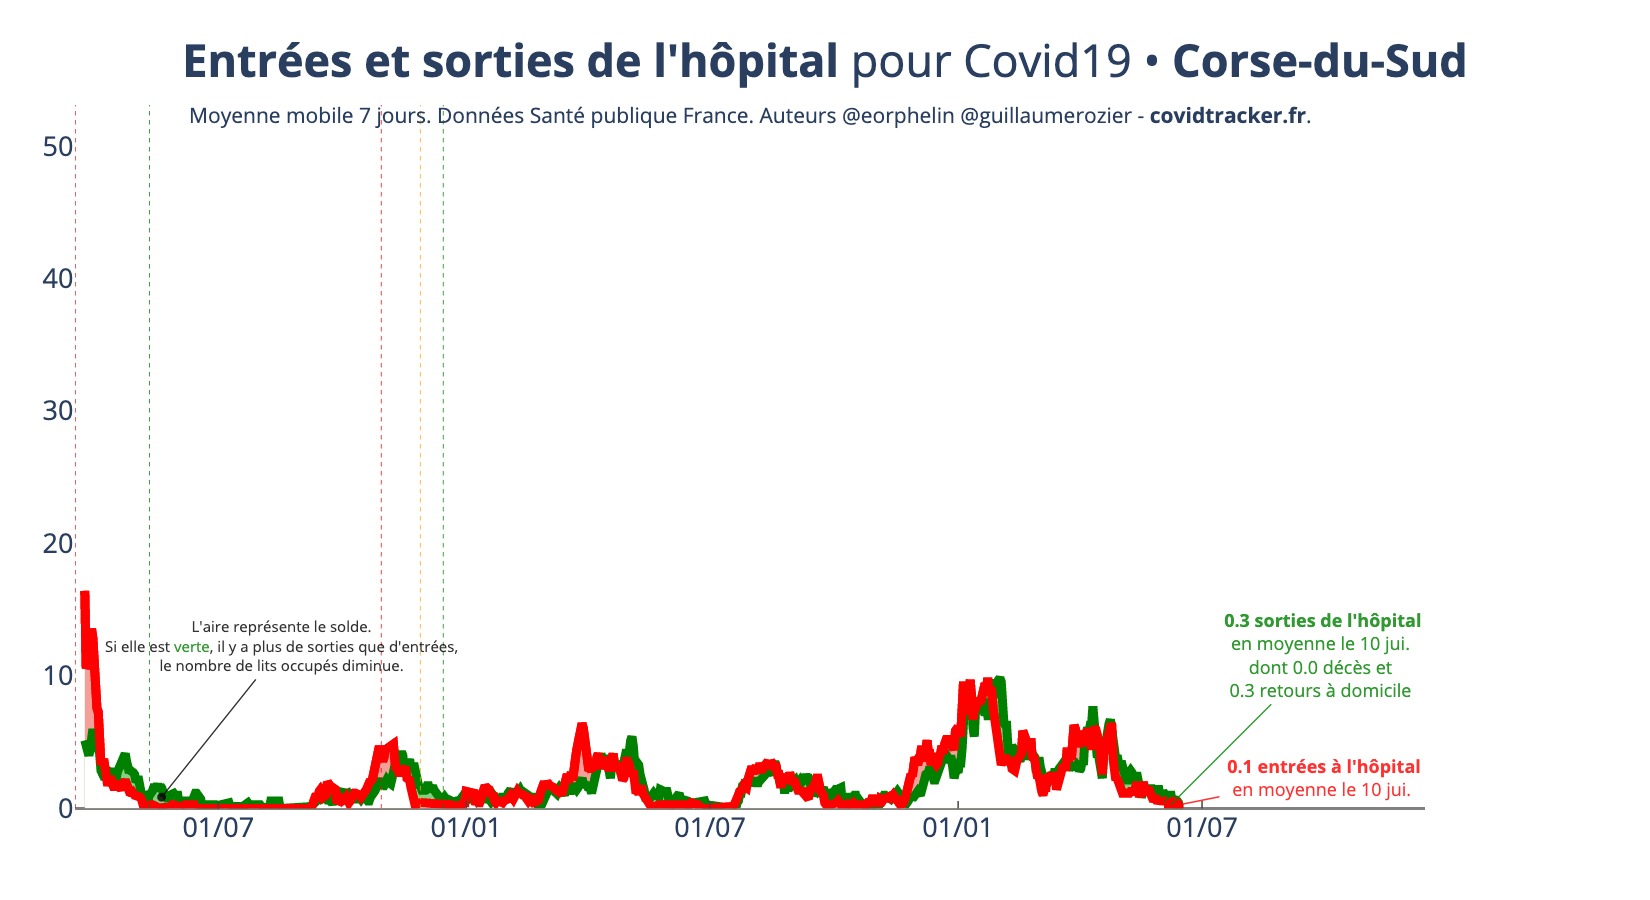 Entrées et sorties de l'hôpital pour Covid19 • Corse-du-Sud
Moyenne mobile 7 jours. Données Santé publique France. Auteurs @eorphelin @guillaumerozier - covidtracker.fr.
50
40
30
20
10
0
L'aire représente le solde.
Si elle est verte, il y a plus de sorties que d'entrées,
le nombre de lits occupés diminue.
0.3 sorties de l'hôpital
en moyenne le 10 jui.
dont 0.0 décès et
0.3 retours à domicile
0.1 entrées à l'hôpital
en moyenne le 10 jui.
01/07
01/01
01/07
01/01
01/07